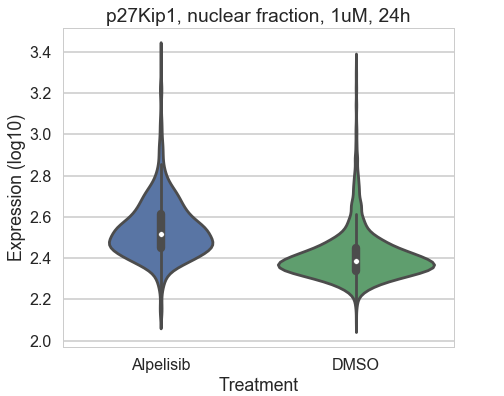 p27Kip1, nuclear fraction, 1uM, 24h
3.4
3.2
3.0
2.8
2.6
2.4
2.2
2.0
Expression (log10)
Alpelisib DMSO
Treatment